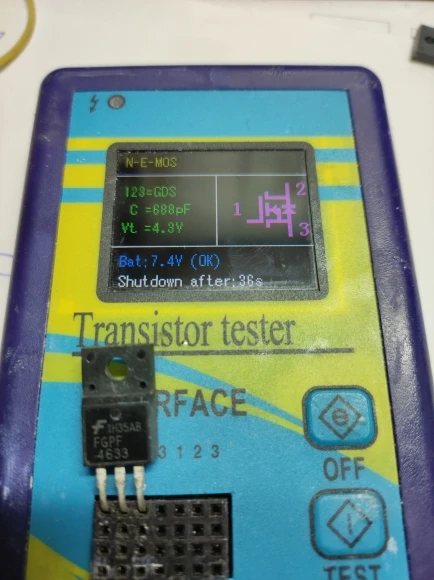 N-E-MOS
123=GDS
C =688pF
Vt =4.3V
1
2
3
Bat:7.4V (OK)
Shutdown after:36s
Transistor tester
RFACE
1H35AB
FGPF
4633
3 1 2 3
OFF
TEST